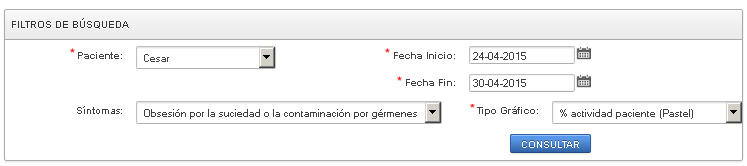 FILTROS DE BÚSQUEDA
* Paciente: Cesar * Fecha Inicio: 24-04-2015
* Fecha Fin: 30-04-2015
Síntomas: Obsesión por la suciedad o la contaminación por gérmenes * Tipo Gráfico: % actividad paciente (Pastel)
CONSULTAR